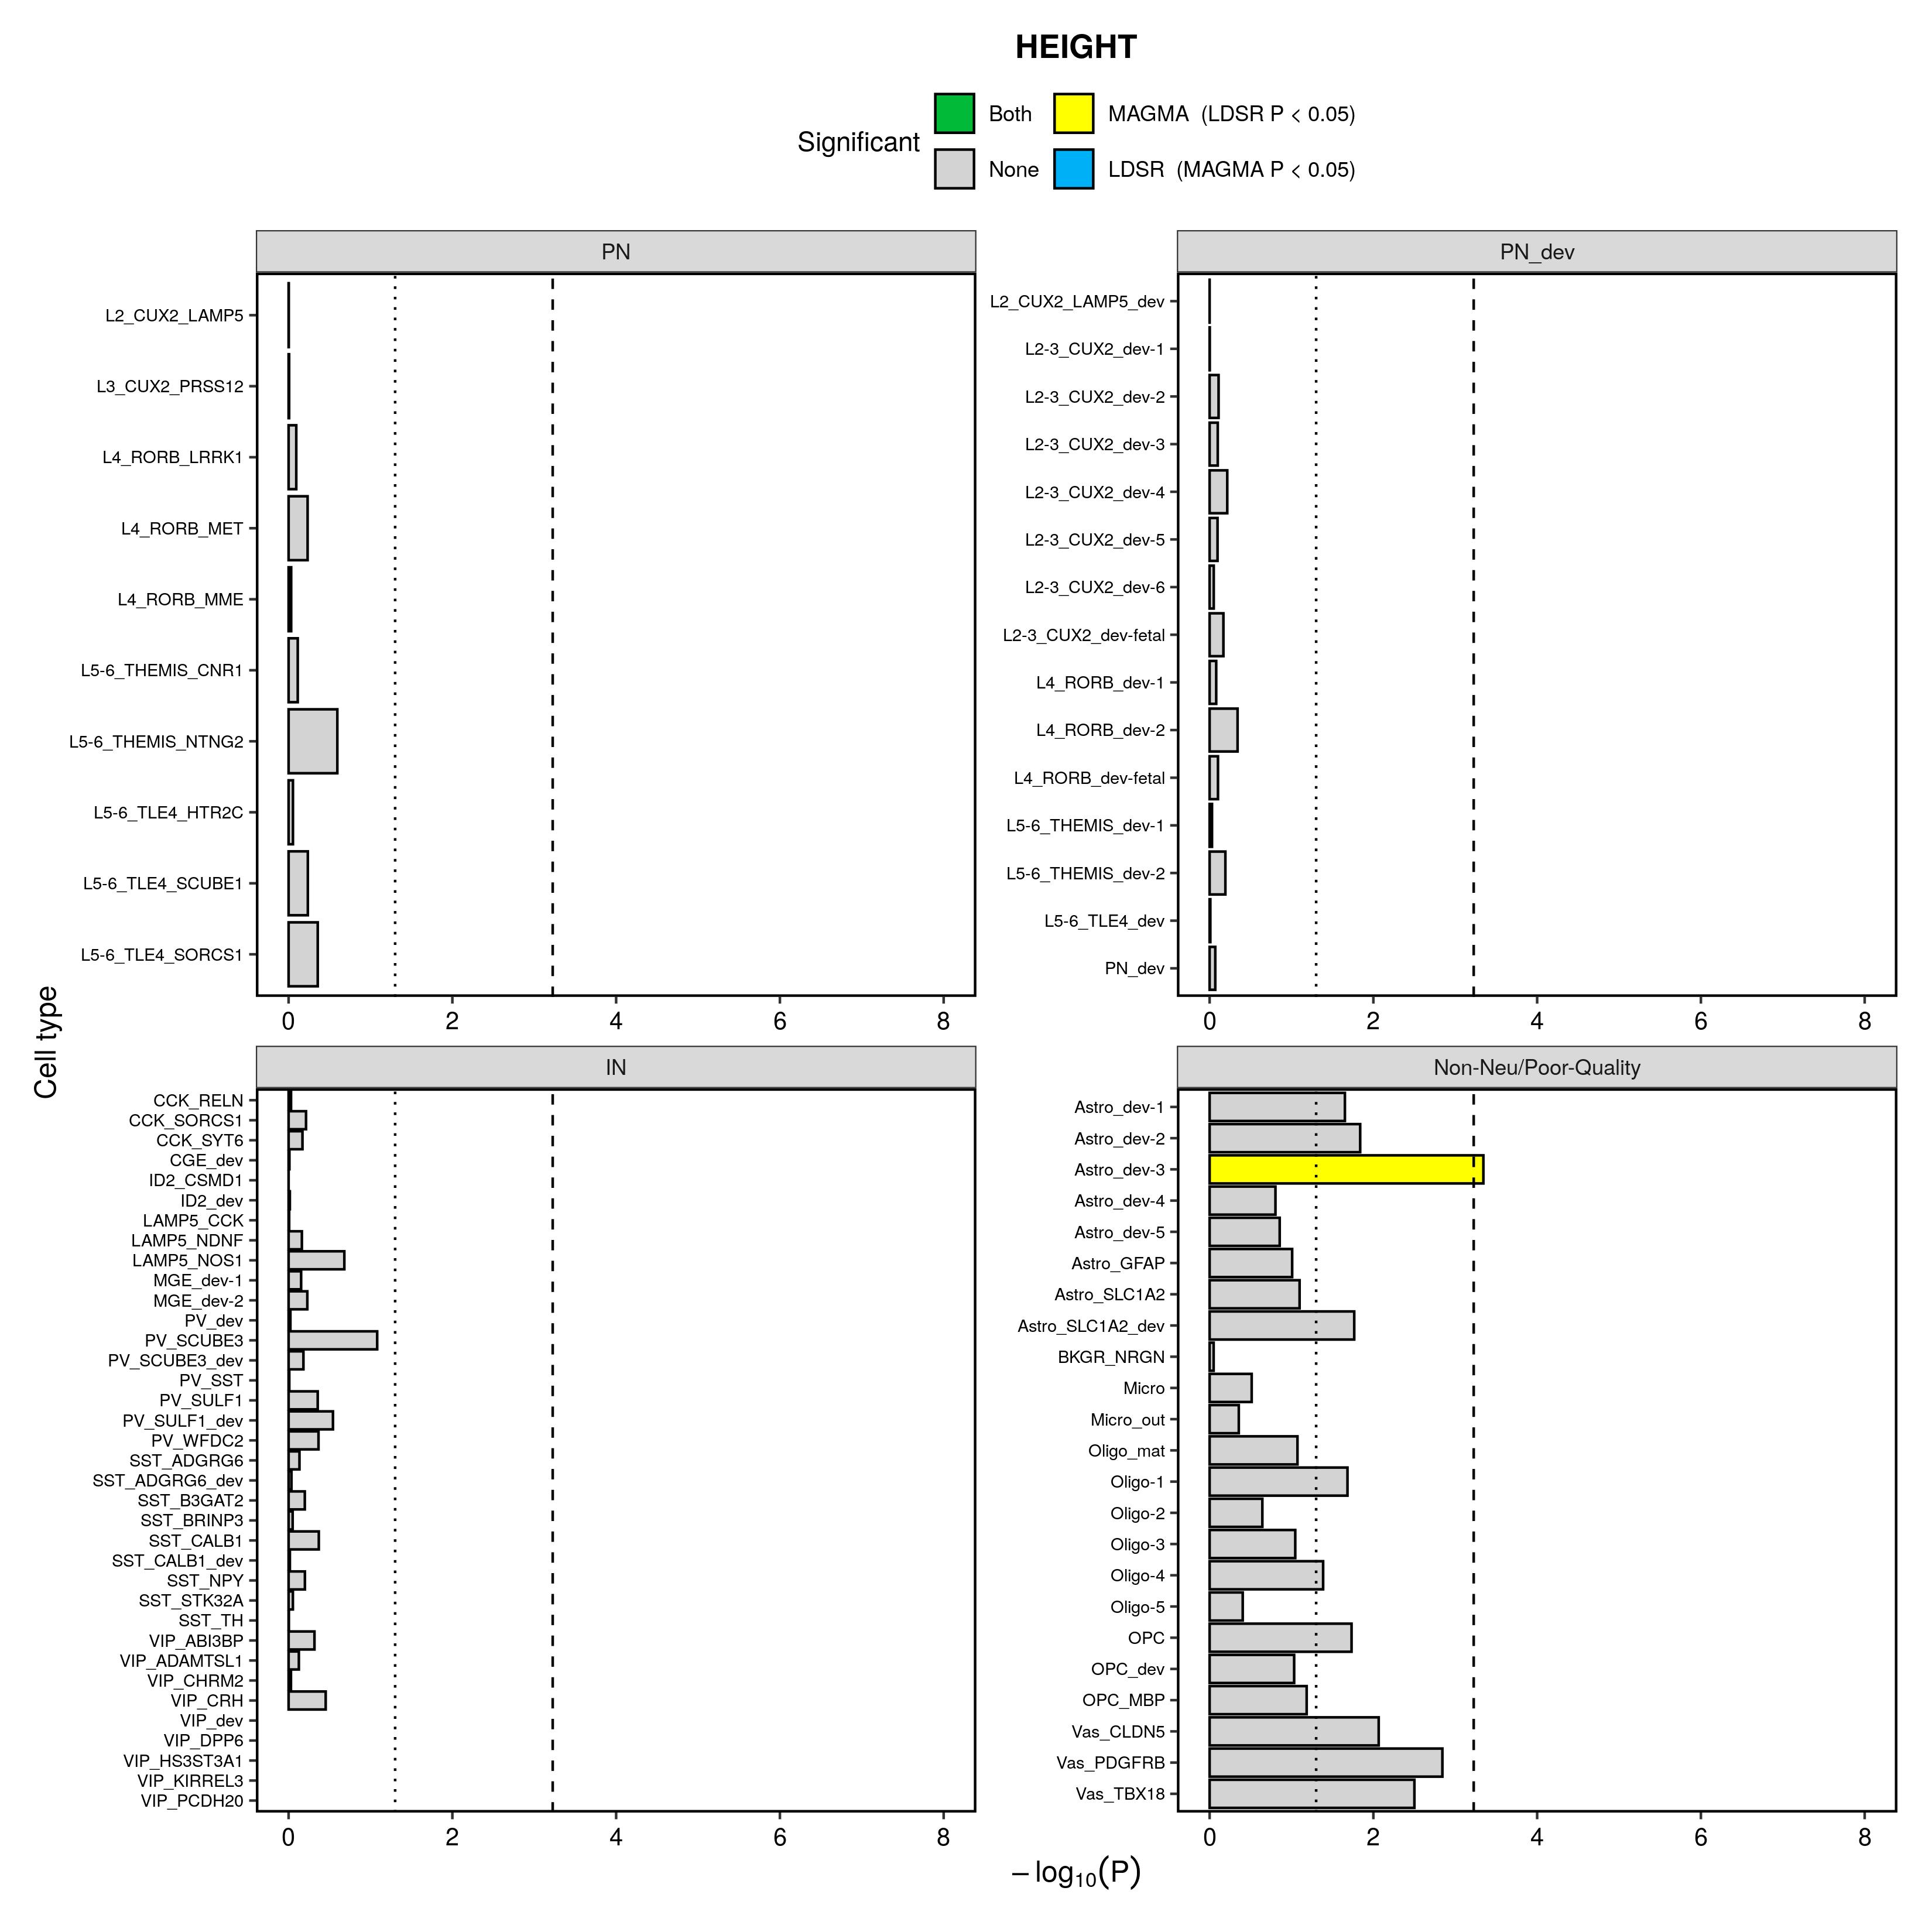 HEIGHT
Significant
Both
MAGMA (LDSR P < 0.05)
None
LDSR (MAGMA P < 0.05)
Cell type
PN
L2_CUX2_LAMP5
L3_CUX2_PRSS12
L4_RORB_LRRK1
L4_RORB_MET
L4_RORB_MME
L5-6_THEMIS_CNR1
L5-6_THEMIS_NTNG2
L5-6_TLE4_HTR2C
L5-6_TLE4_SCUBE1
L5-6_TLE4_SORCS1
0 2 4 6 8
PN_dev
L2_CUX2_LAMP5_dev
L2-3_CUX2_dev-1
L2-3_CUX2_dev-2
L2-3_CUX2_dev-3
L2-3_CUX2_dev-4
L2-3_CUX2_dev-5
L2-3_CUX2_dev-6
L2-3_CUX2_dev-fetal
L4_RORB_dev-1
L4_RORB_dev-2
L4_RORB_dev-fetal
L5-6_THEMIS_dev-1
L5-6_THEMIS_dev-2
L5-6_TLE4_dev
PN_dev
0 2 4 6 8
IN
CCK_RELN
CCK_SORCS1
CCK_SYT6
CGE_dev
ID2_CSMD1
ID2_dev
LAMP5_CCK
LAMP5_NDNF
LAMP5_NOS1
MGE_dev-1
MGE_dev-2
PV_dev
PV_SCUBE3
PV_SCUBE3_dev
PV_SST
PV_SULF1
PV_SULF1_dev
PV_WFDC2
SST_ADGRG6
SST_ADGRG6_dev
SST_B3GAT2
SST_BRINP3
SST_CALB1
SST_CALB1_dev
SST_NPY
SST_STK32A
SST_TH
VIP_ABI3BP
VIP_ADAMTSL1
VIP_CHRM2
VIP_CRH
VIP_dev
VIP_DPP6
VIP_HS3ST3A1
VIP_KIRREL3
VIP_PCDH20
0 2 4 6 8
Non-Neu/Poor-Quality
Astro_dev-1
Astro_dev-2
Astro_dev-3
Astro_dev-4
Astro_dev-5
Astro_GFAP
Astro_SLC1A2
Astro_SLC1A2_dev
BKGR_NRGN
Micro
Micro_out
Oligo_mat
Oligo-1
Oligo-2
Oligo-3
Oligo-4
Oligo-5
OPC
OPC_dev
OPC_MBP
Vas_CLDN5
Vas_PDGFRB
Vas_TBX18
0 2 4 6 8
−log₁₀(P)